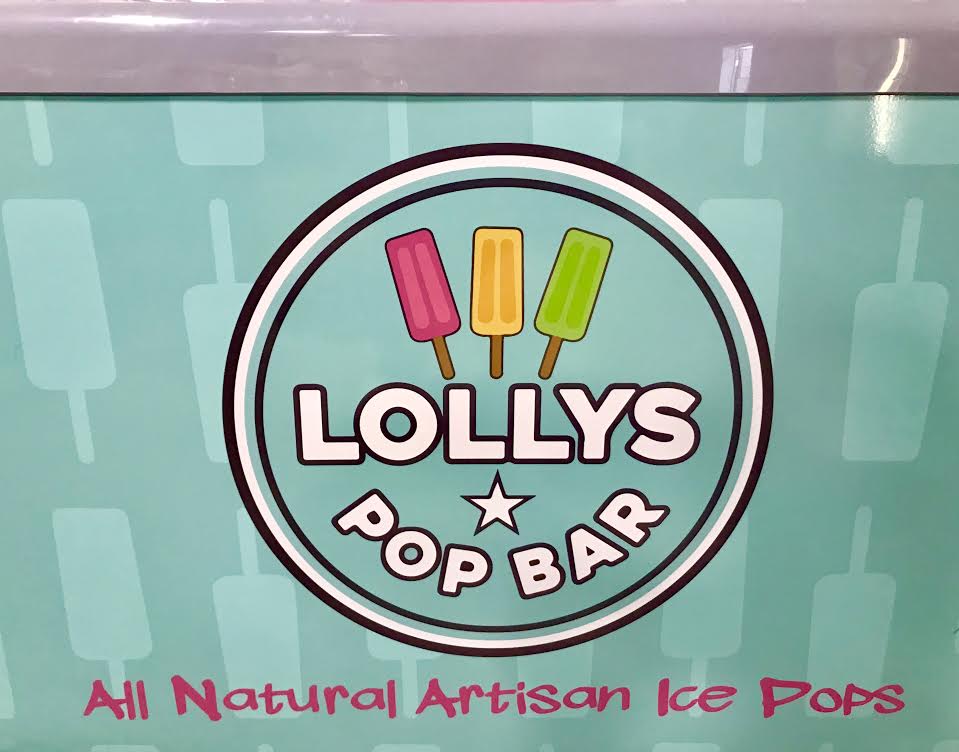 LOLLYS
POP BAR
All Natural Artisan Ice Pops